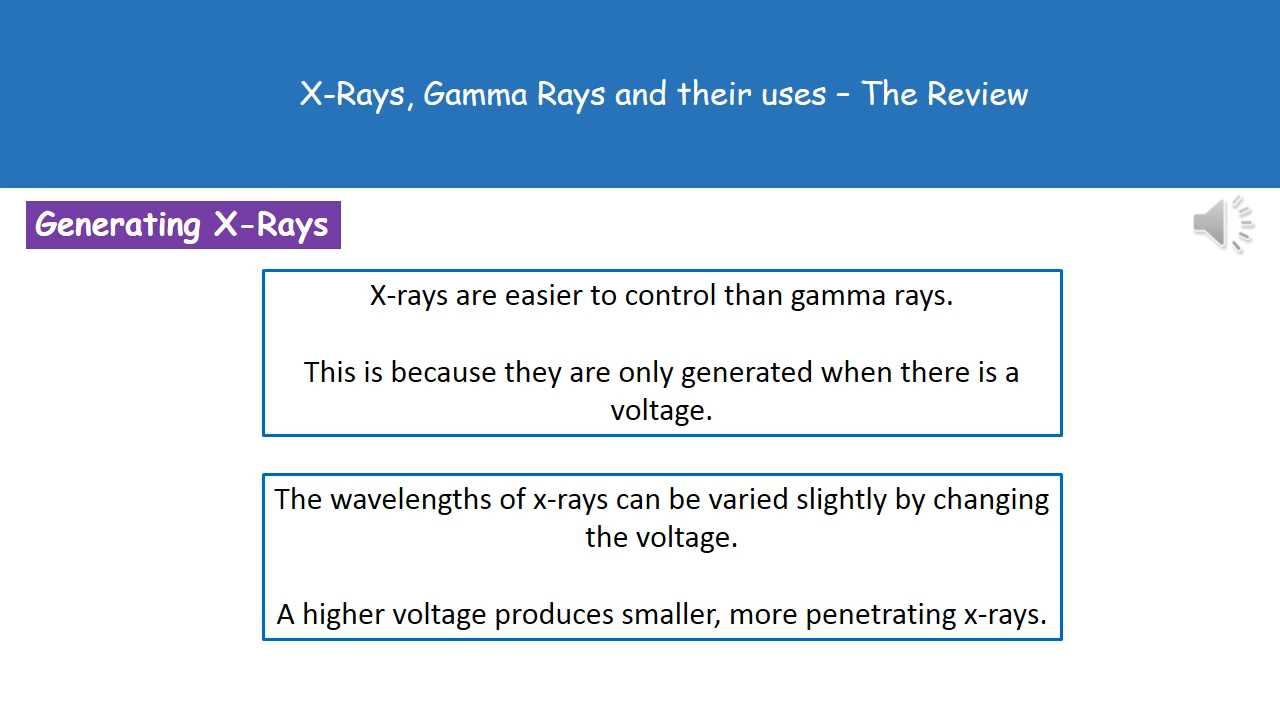 X-Rays, Gamma Rays and their uses – The Review
Generating X-Rays
X-rays are easier to control than gamma rays.
This is because they are only generated when there is a
voltage.
The wavelengths of x-rays can be varied slightly by changing
the voltage.
A higher voltage produces smaller, more penetrating x-rays.